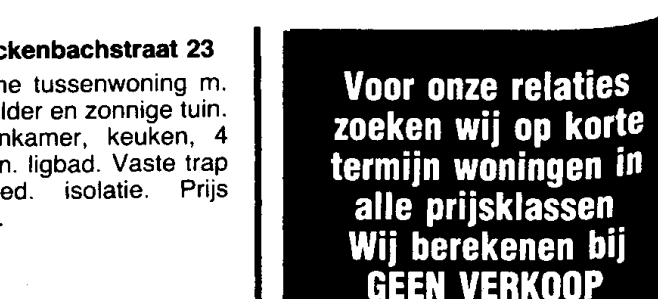 ckenbachstraat 23
ne tussenwoning m.
lder en zonnige tuin.
nkamer, keuken, 4
n. ligbad. Vaste trap
ed. isolatie. Prijs
.
Voor onze relaties
zoeken wij op korte
termijn woningen in
alle prijsklassen
Wij berekenen bij
GEEN VERKOOP